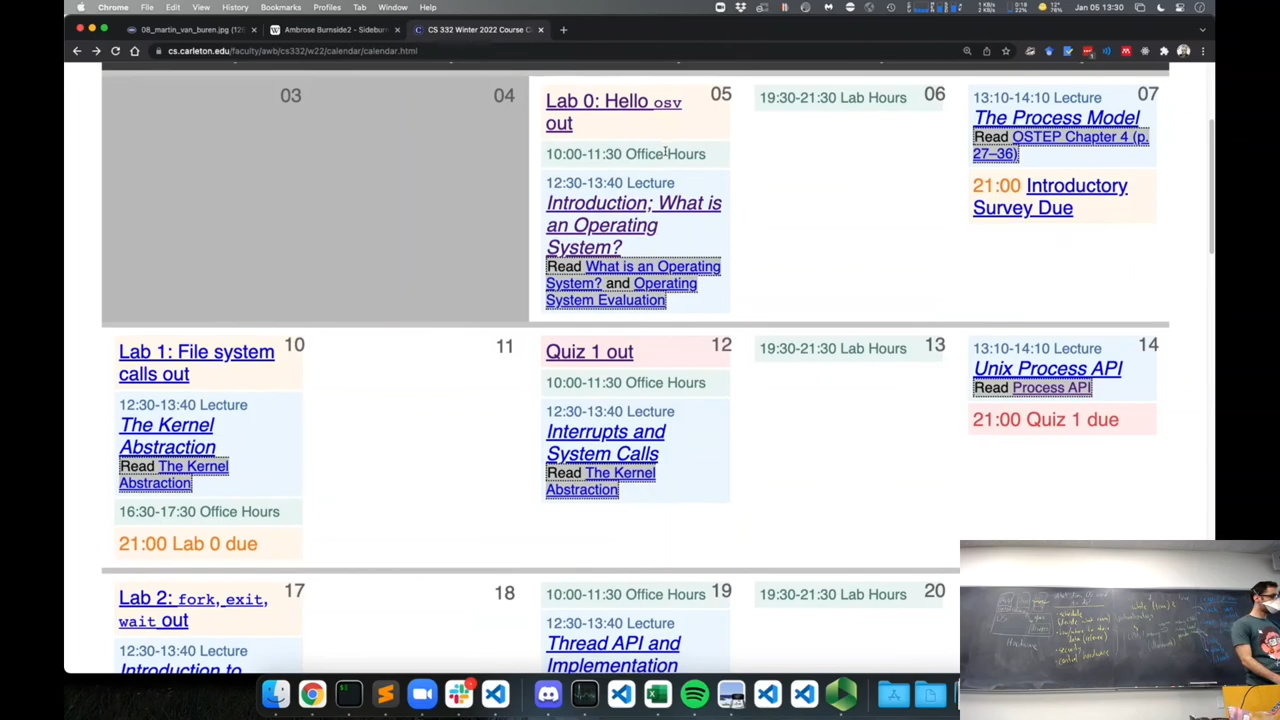 Chrome File Edit View History Bookmarks Profiles Tab Window Help
Jan 5 13:30
08_martin_van_buren.jpg (12
Ambrose Burnside2 - Sideburn
CS 332 Winter 2022 Course C
cs.carleton.edu/faculty/awb/cs332/w22/calendar/calendar.html
03
04
05
Lab 0: Hello osv
out
10:00-11:30 Office Hours
12:30-13:40 Lecture
Introduction; What is
an Operating
System?
Read What is an Operating
System? and Operating
System Evaluation
06
19:30-21:30 Lab Hours
07
13:10-14:10 Lecture
The Process Model
Read OSTEP Chapter 4 (p.
27–36)
21:00 Introductory
Survey Due
10
Lab 1: File system
calls out
12:30-13:40 Lecture
The Kernel
Abstraction
Read The Kernel
Abstraction
16:30-17:30 Office Hours
21:00 Lab 0 due
11
12
Quiz 1 out
10:00-11:30 Office Hours
12:30-13:40 Lecture
Interrupts and
System Calls
Read The Kernel
Abstraction
13
19:30-21:30 Lab Hours
14
13:10-14:10 Lecture
Unix Process API
Read Process API
21:00 Quiz 1 due
17
Lab 2: fork, exit,
wait out
12:30-13:40 Lecture
Introduction to
18
19
10:00-11:30 Office Hours
12:30-13:40 Lecture
Thread API and
Implementation
20
19:30-21:30 Lab Hours